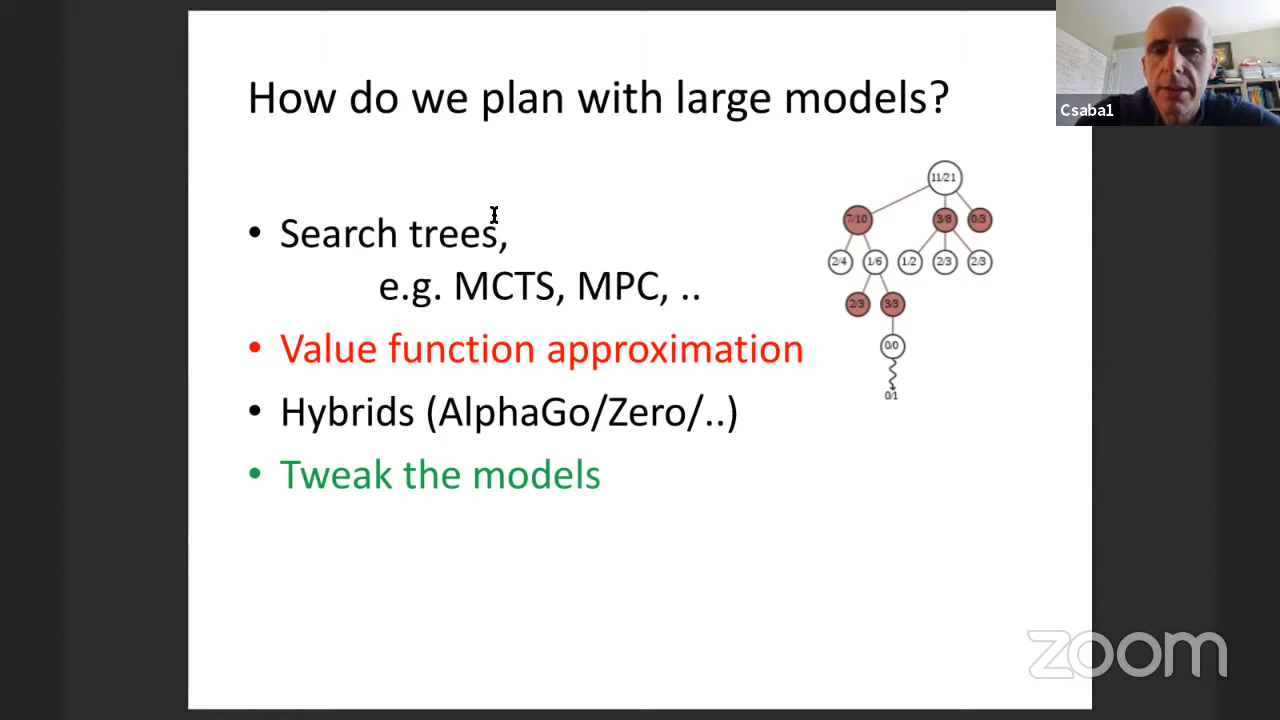 How do we plan with large models?
Csaba1
• Search trees,
e.g. MCTS, MPC, ..
• Value function approximation
• Hybrids (AlphaGo/Zero/..)
• Tweak the models
11/21
7/10 3/8 0/3
2/4 1/6 1/2 2/3 2/3
2/3 3/3
0/0
0/1
zoom